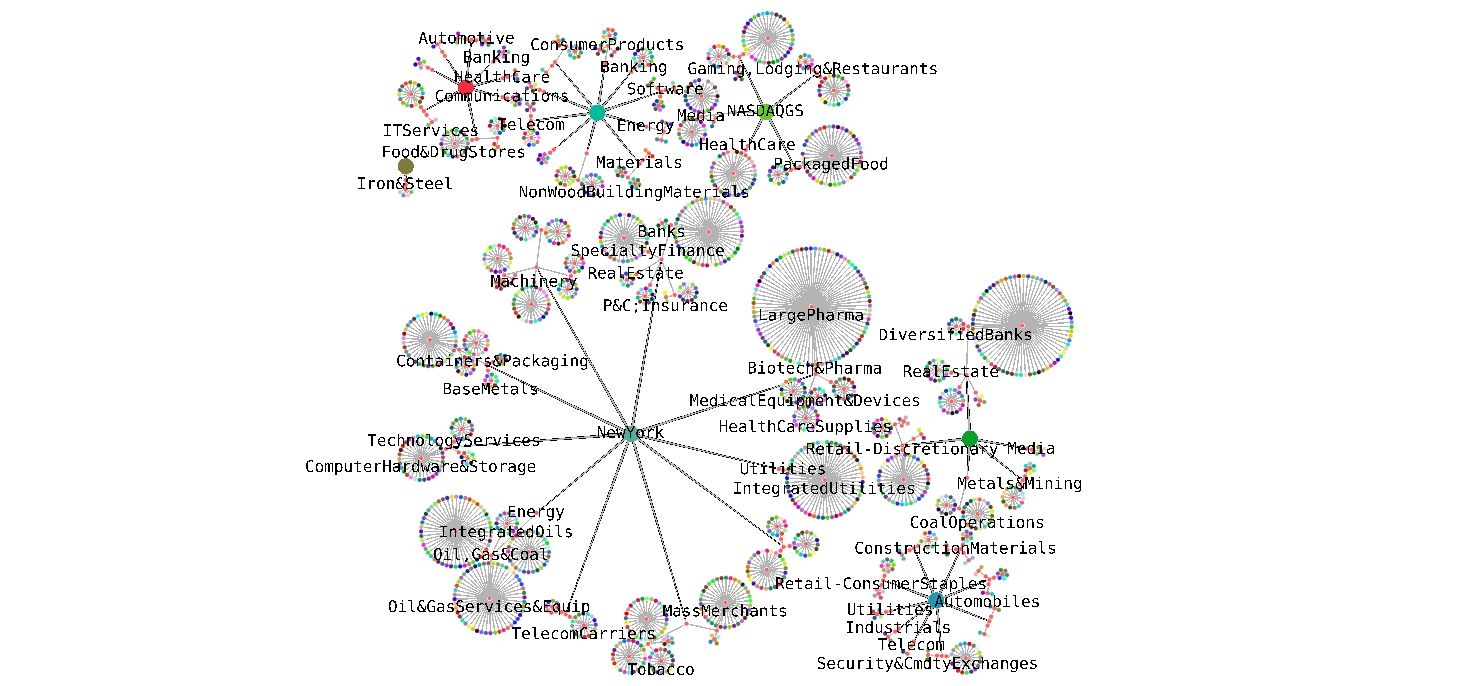 Automotive
ConsumerProducts
Banking
Banking
Gaming,Lodging&Restaurants
HealthCare
Software
Communications
Media
NASDAQGS
Telecom
Energy
ITServices
HealthCare
Food&DrugStores
Materials
PackagedFood
Iron&Steel
NonWoodBuildingMaterials
Banks
SpecialtyFinance
RealEstate
Machinery
P&C;Insurance
LargePharma
DiversifiedBanks
Containers&Packaging
Biotech&Pharma
RealEstate
BaseMetals
MedicalEquipment&Devices
HealthCareSupplies
NewYork
TechnologyServices
Retail-Discretionary
Media
ComputerHardware&Storage
Utilities
Metals&Mining
IntegratedUtilities
Energy
CoalOperations
IntegratedOils
ConstructionMaterials
Oil,Gas&Coal
Retail-ConsumerStaples
Automobiles
Oil&GasServices&Equip
MassMerchants
Utilities
Industrials
TelecomCarriers
Telecom
Security&CmdtyExchanges
Tobacco